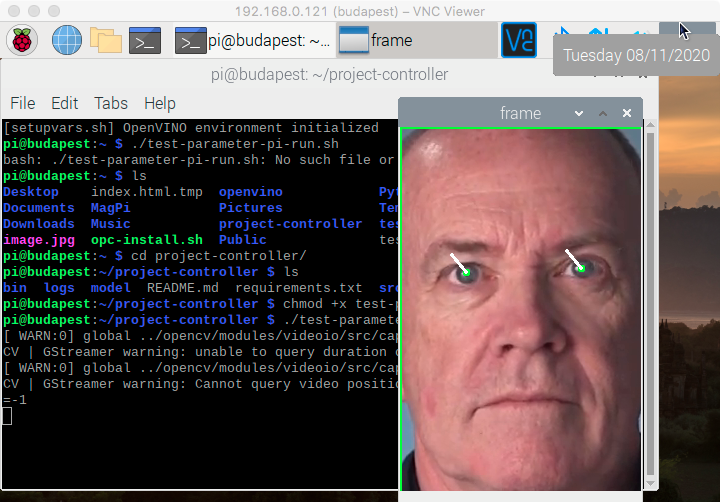 192.168.0.121 (budapest) – VNC Viewer
pi@budapest: ~...
frame
Tuesday 08/11/2020
pi@budapest: ~/project-controller
File Edit Tabs Help
frame
[setupvars.sh] OpenVINO environment initialized
pi@budapest:~ $ ./test-parameter-pi-run.sh
bash: ./test-parameter-pi-run.sh: No such file or
pi@budapest:~ $ ls
Desktop index.html.tmp openvino Pyt
Documents MagPi Pictures Tem
Downloads Music project-controller tes
image.jpg opc-install.sh Public tes
pi@budapest:~ $ cd project-controller/
pi@budapest:~/project-controller $ ls
bin logs model README.md requirements.txt src
pi@budapest:~/project-controller $ chmod +x test-p
pi@budapest:~/project-controller $ ./test-paramete
[ WARN:0] global ../opencv/modules/videoio/src/cap
CV | GStreamer warning: unable to query duration o
[ WARN:0] global ../opencv/modules/videoio/src/cap
CV | GStreamer warning: Cannot query video positio
=-1